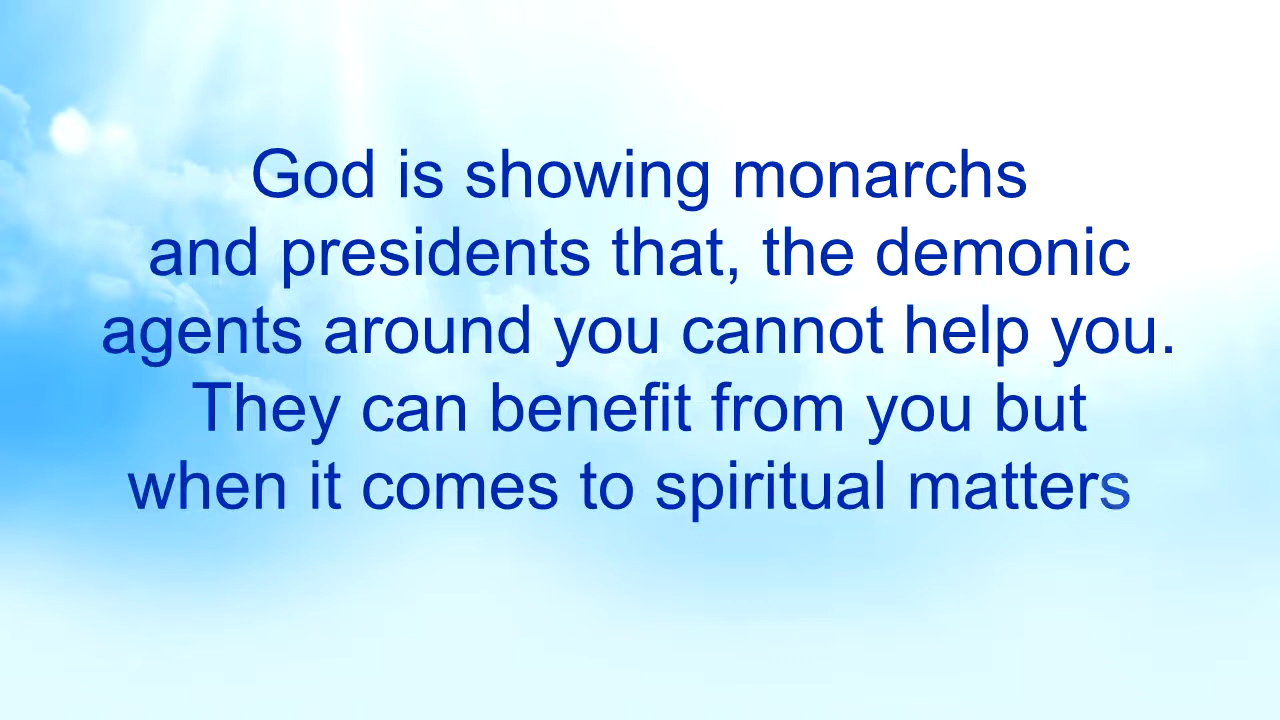 God is showing monarchs
and presidents that, the demonic
agents around you cannot help you.
They can benefit from you but
when it comes to spiritual matters